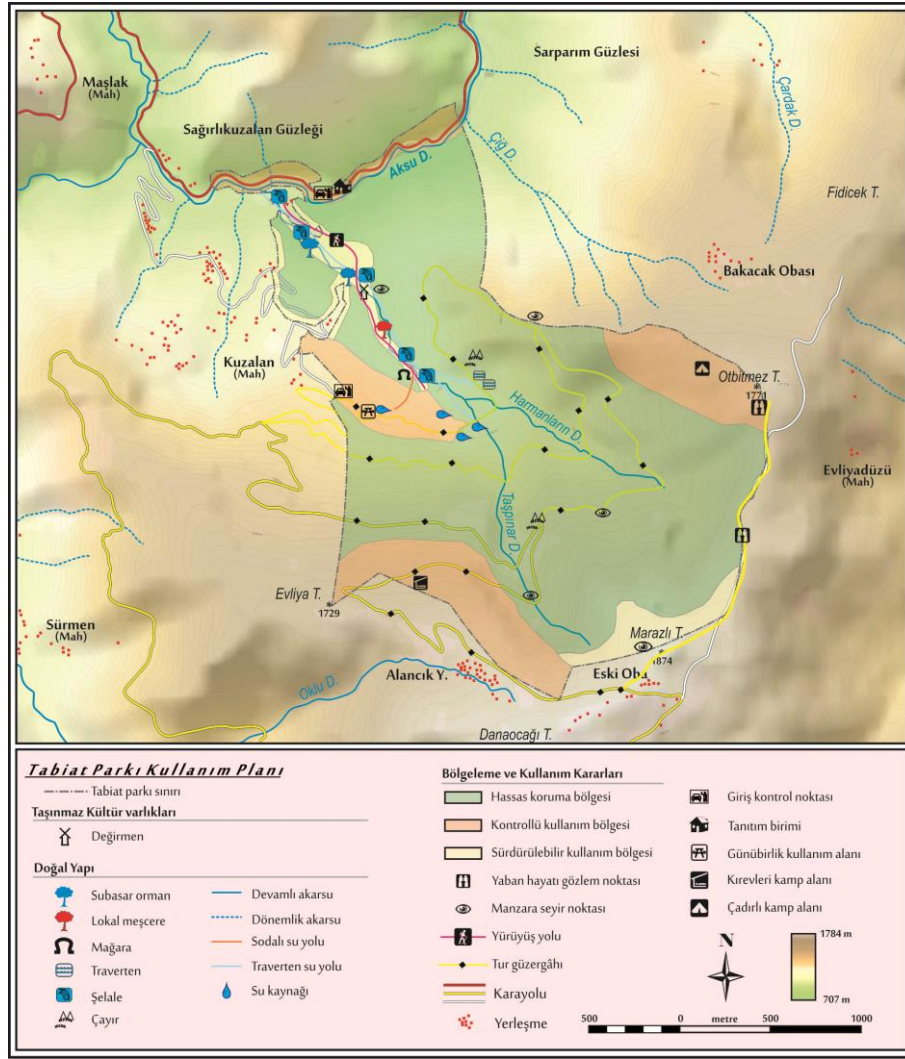 Sarparım Güzlesi
Maşlak
(Mah)
Çardak D.
Sağırlıkuzalan Güzleği
Çığ D.
Aksu D.
Fidicek T.
Bakacak Obası
Kuzalan
(Mah)
Otbitmez T.
1771
Harmanların D.
Evliyadüzü
(Mah)
Taşpınar D.
Evliya T.
1729
Sürmen
(Mah)
Marazlı T.
1874
Alancık Y.
Eski Oba
Oklu D.
Danaocağı T.
Tabiat Parkı Kullanım Planı
Tabiat parkı sınırı
Taşınmaz Kültür varlıkları
Değirmen
Doğal Yapı
Subasar orman
Lokal meşcere
Mağara
Traverten
Şelale
Çayır
Devamlı akarsu
Dönemlik akarsu
Sodalı su yolu
Traverten su yolu
Su kaynağı
Bölgeleme ve Kullanım Kararları
Hassas koruma bölgesi
Kontrollü kullanım bölgesi
Sürdürülebilir kullanım bölgesi
Yaban hayatı gözlem noktası
Manzara seyir noktası
Yürüyüş yolu
Tur güzergâhı
Karayolu
Yerleşme
Giriş kontrol noktası
Tanıtım birimi
Günübirlik kullanım alanı
Kırevleri kamp alanı
Çadırlı kamp alanı
N
1784 m
707 m
500 0 metre 500 1000